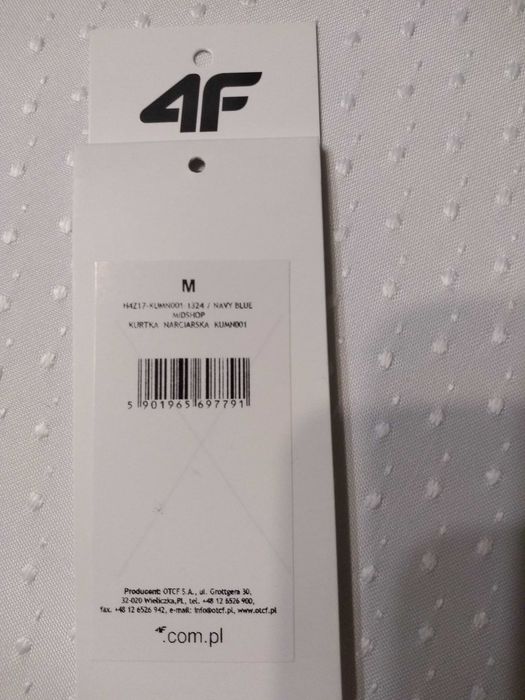 4F
M
H4Z17-KUMN001 1324 / NAVY BLUE
MIDSHOP
KURTKA NARCIARSKA KUMN001
5 901965 697791
Producent: OTCF S.A., ul. Grottgera 30,
32-020 Wieliczka,PL, tel. +48 12 6526 900,
fax. +48 12 6526 942, e-mail: info@otcf.pl, www.otcf.pl
4F.com.pl